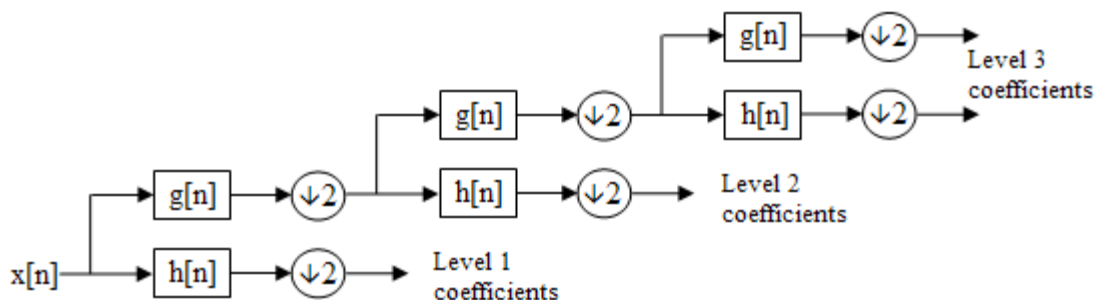 g[n] ↓2
Level 3
coefficients
g[n] ↓2 h[n] ↓2
g[n] ↓2 h[n] ↓2
Level 2
coefficients
x[n] h[n] ↓2
Level 1
coefficients